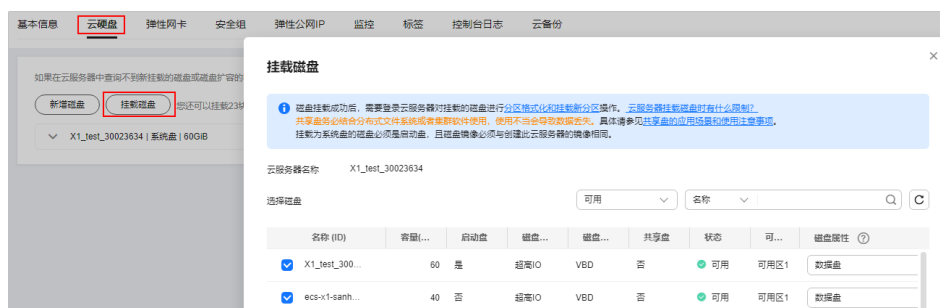 基本信息 云硬盘 弹性网卡 安全组 弹性公网IP 监控 标签 控制台日志 云备份
挂载磁盘
如果在云服务器中查询不到新挂载的磁盘或磁盘扩容的
新增磁盘 挂载磁盘 您还可以挂载23块
X1_test_30023634 | 系统盘 | 60GiB
磁盘挂载成功后，需要登录云服务器对挂载的磁盘进行分区格式化和挂载新分区操作。 云服务器挂载磁盘时有什么限制？
共享盘务必结合分布式文件系统或者集群软件使用，使用不当会导致数据丢失。具体请参见共享盘的应用场景和使用注意事项。
挂载为系统盘的磁盘必须是启动盘，且磁盘镜像必须与创建此云服务器的镜像相同。
云服务器名称 X1_test_30023634
选择磁盘 可用 名称
名称 (ID) 容量(... 启动盘 磁盘... 磁盘... 共享盘 状态 可... 磁盘属性
X1_test_300... 60 是 超高IO VBD 否 可用 可用区1 数据盘
ecs-x1-sanh... 40 否 超高IO VBD 否 可用 可用区1 数据盘